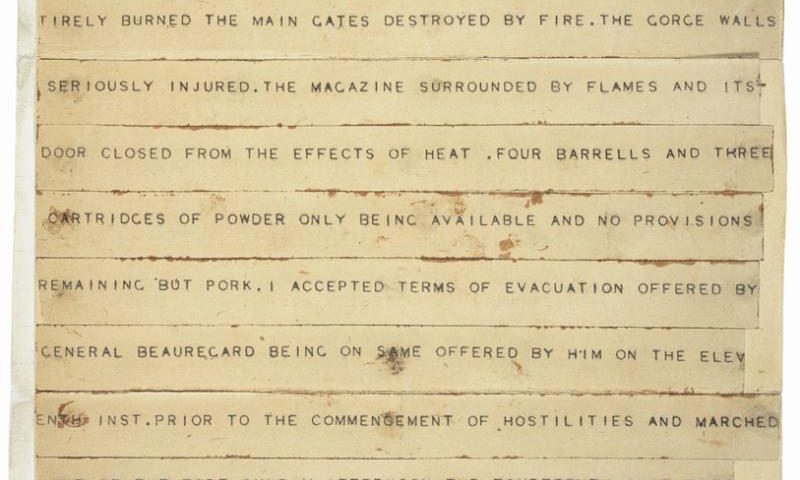 TIRELY BURNED THE MAIN GATES DESTROYED BY FIRE.THE GORGE WALLS
SERIOUSLY INJURED.THE MAGAZINE SURROUNDED BY FLAMES AND ITS
DOOR CLOSED FROM THE EFFECTS OF HEAT .FOUR BARRELLS AND THREE
CARTRIDGES OF POWDER ONLY BEING AVAILABLE AND NO PROVISIONS
REMAINING BUT PORK.I ACCEPTED TERMS OF EVACUATION OFFERED BY
GENERAL BEAUREGARD BEING ON SAME OFFERED BY HIM ON THE ELEV
ENTH INST.PRIOR TO THE COMMENCEMENT OF HOSTILITIES AND MARCHED